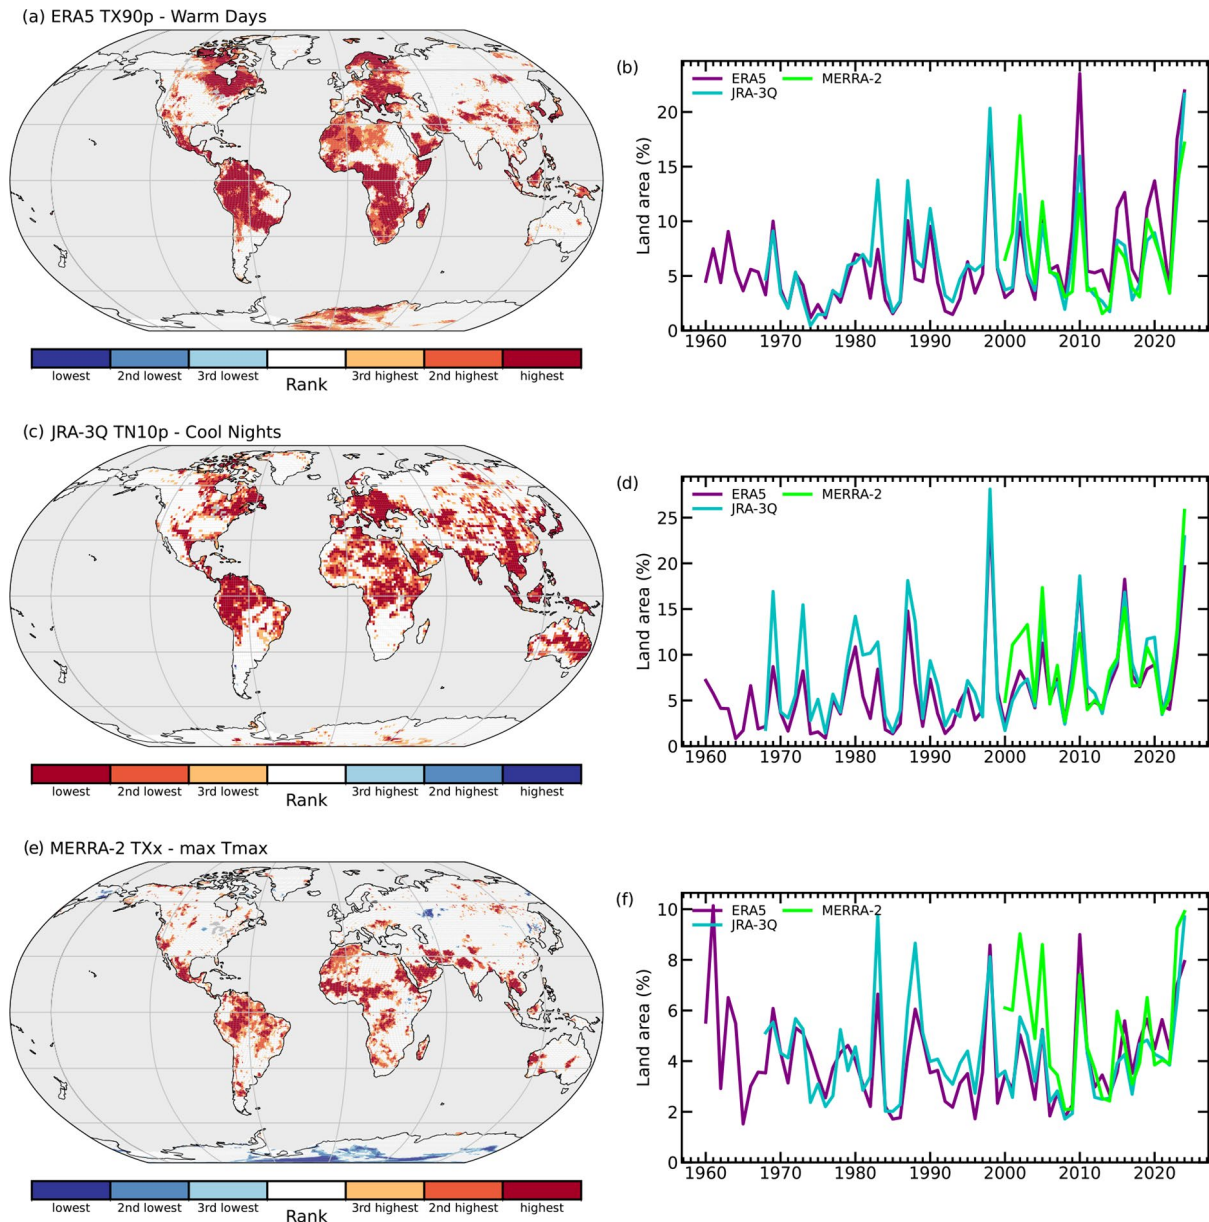 (a) ERA5 TX90p - Warm Days
lowest 2nd lowest 3rd lowest 3rd highest 2nd highest highest
Rank
(b)
ERA5 MERRA-2
JRA-3Q
Land area (%)
20
15
10
5
0
1960 1970 1980 1990 2000 2010 2020
(c) JRA-3Q TN10p - Cool Nights
lowest 2nd lowest 3rd lowest 3rd highest 2nd highest highest
Rank
(d)
ERA5 MERRA-2
JRA-3Q
Land area (%)
25
20
15
10
5
0
1960 1970 1980 1990 2000 2010 2020
(e) MERRA-2 TXx - max Tmax
lowest 2nd lowest 3rd lowest 3rd highest 2nd highest highest
Rank
(f)
ERA5 MERRA-2
JRA-3Q
Land area (%)
10
8
6
4
2
0
1960 1970 1980 1990 2000 2010 2020